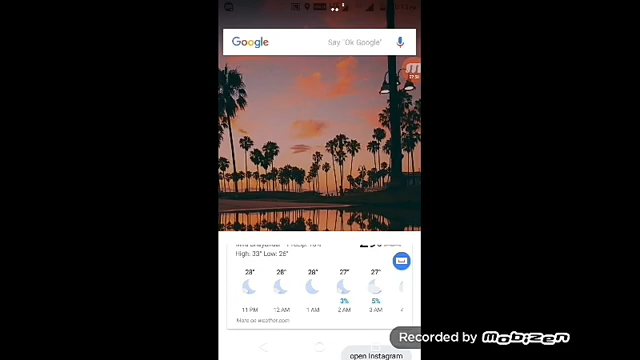 Google
Say "Ok Google"
High: 33° Low: 26°
28° 28° 28° 27° 27°
3% 5%
11 PM 12 AM 1 AM 2 AM 3 AM
More on weather.com
Recorded by MOBIZEN
open Instagram